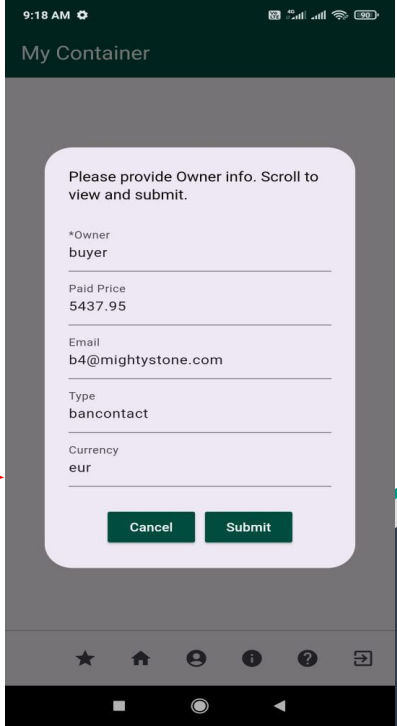 9:18 AM
4G
90
My Container
Please provide Owner info. Scroll to
view and submit.
*Owner
buyer
Paid Price
5437.95
Email
b4@mightystone.com
Type
bancontact
Currency
eur
Cancel Submit